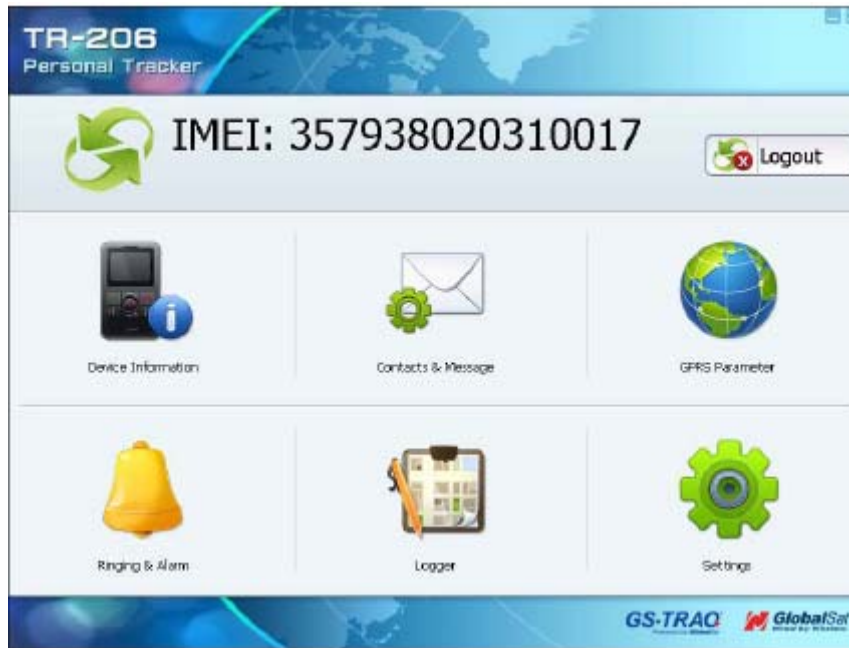 TR-206
Personal Tracker
IMEI: 357938020310017
Logout
Device Information
Contacts & Message
GPRS Parameter
Ringing & Alarm
Logger
Settings
GS-TRAQ
GlobalSat